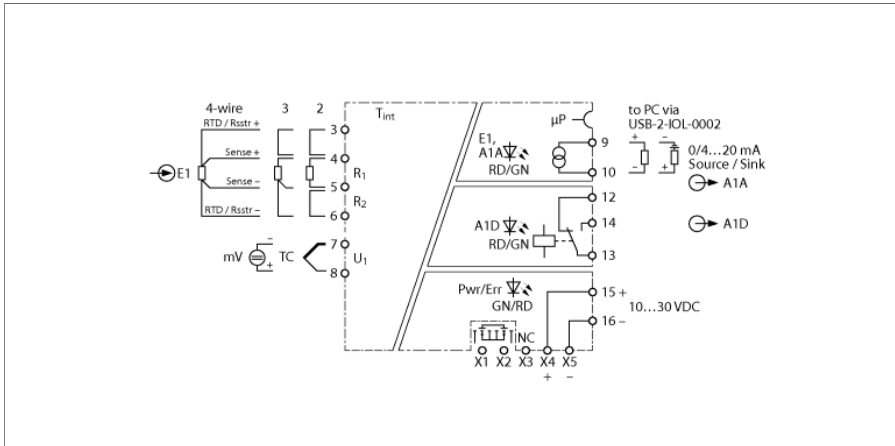 4-wire 3 2
RTD / Rsstr +
Sense +
E1
Sense –
RTD / Rsstr –
mV
–
+
TC
3
4
5
6
7
8
T int
R1
R2
U1
µP
E1,
A1A
RD/GN
A1D
RD/GN
Pwr/Err
GN/RD
NC
X1 X2 X3 X4 X5
+ –
9
10
12
14
13
15 +
16 –
to PC via
USB-2-IOL-0002
+ –
– +
0/4...20 mA
Source / Sink
A1A
A1D
10…30 VDC